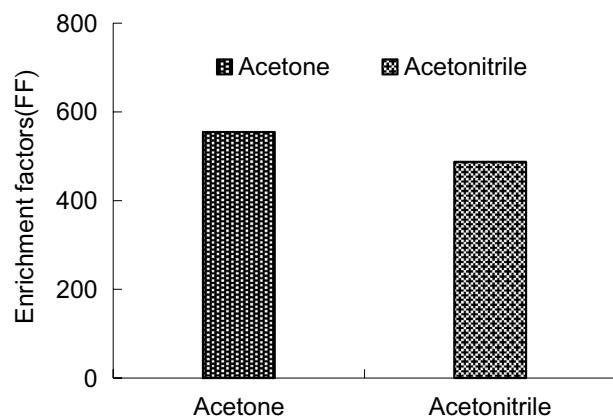 800
600
400
200
0
Enrichment factors(FF)
Acetone
Acetonitrile
Acetone
Acetonitrile